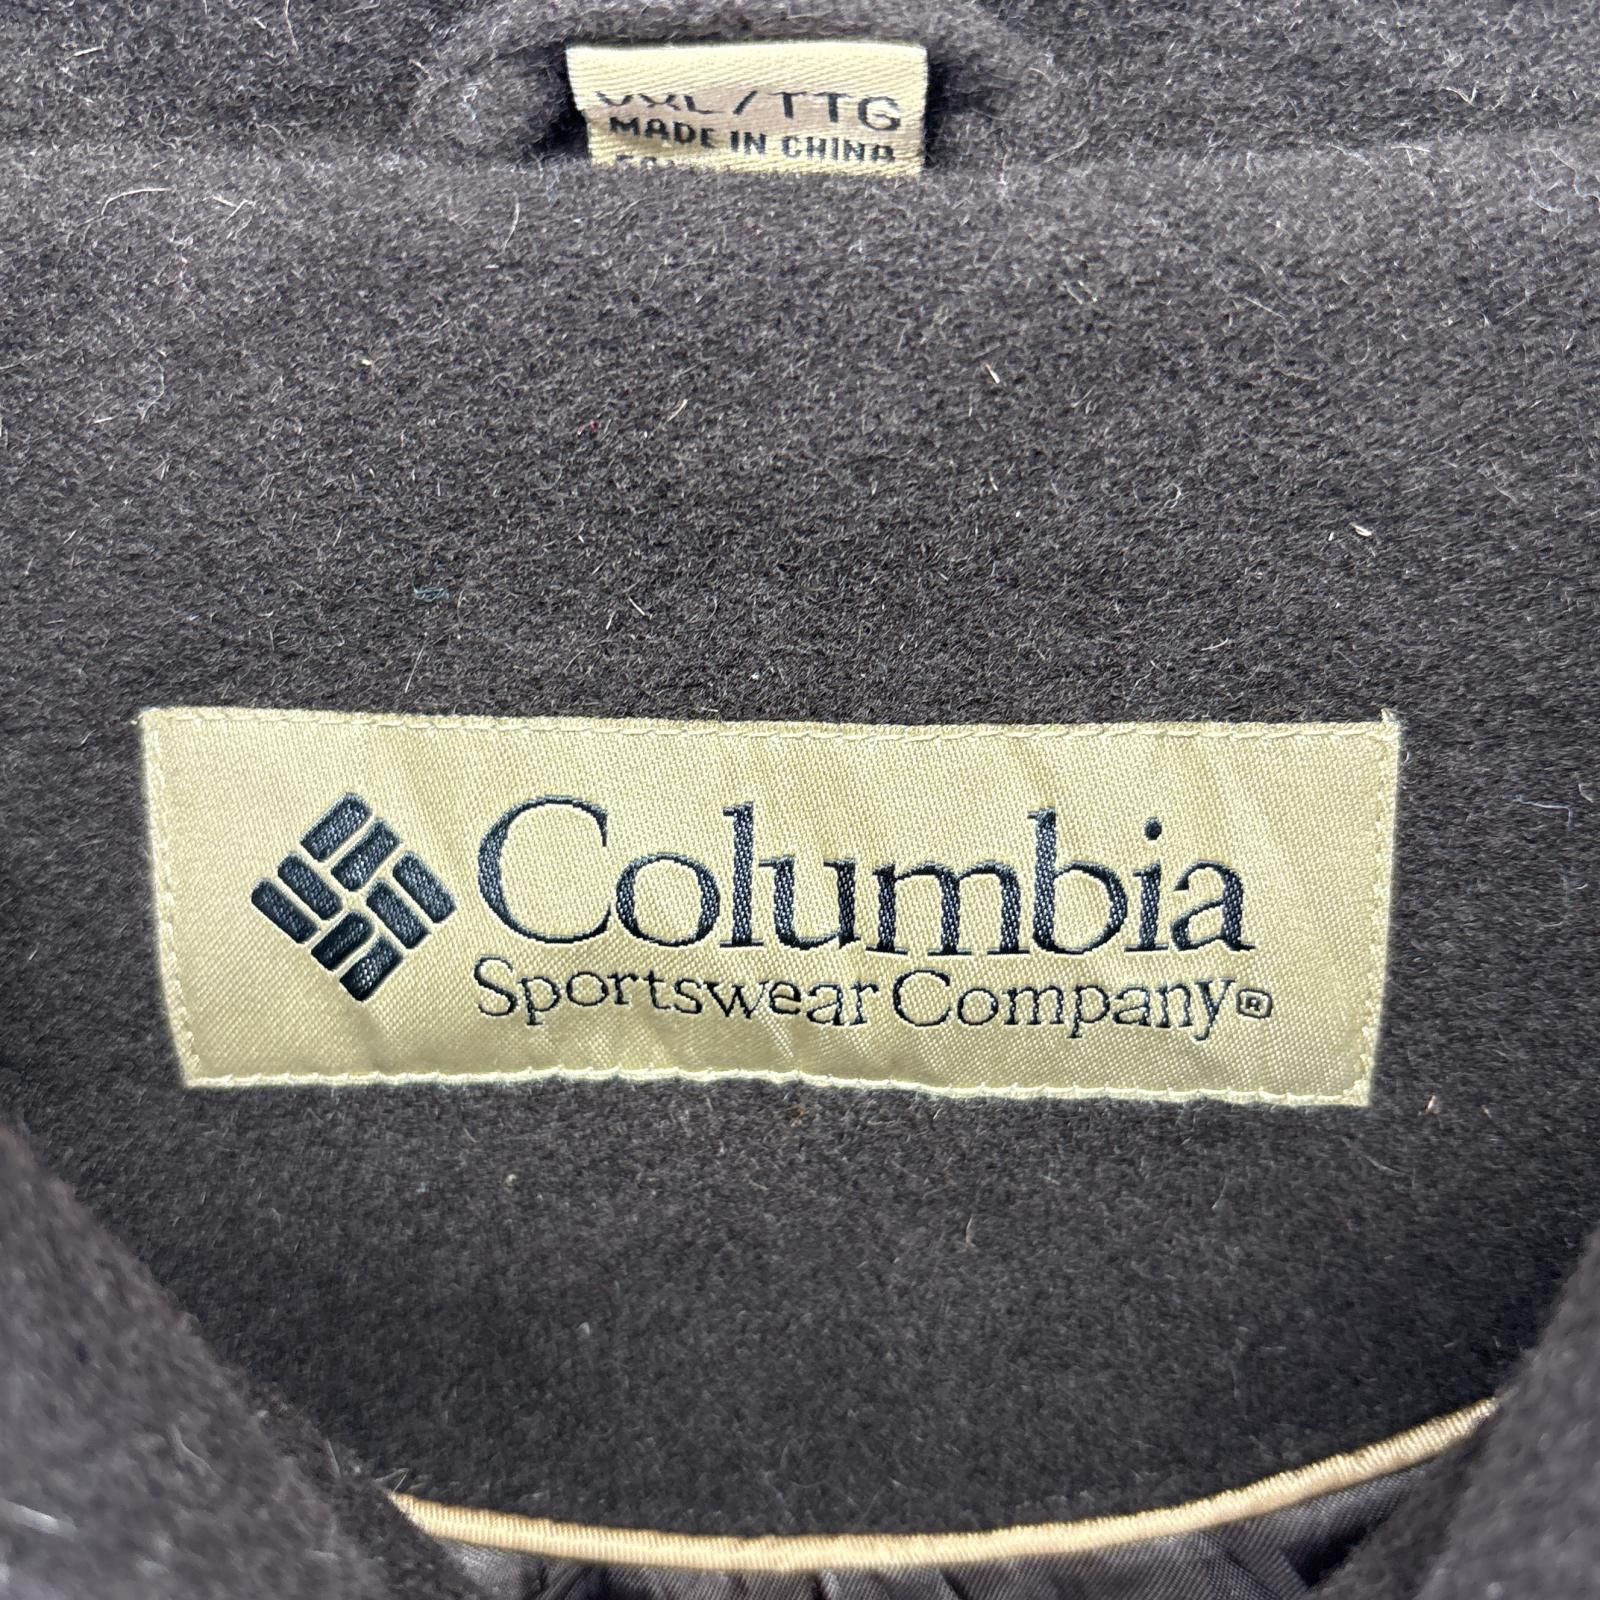 XXL/TTG
MADE IN CHINA
Columbia
Sportswear Company®